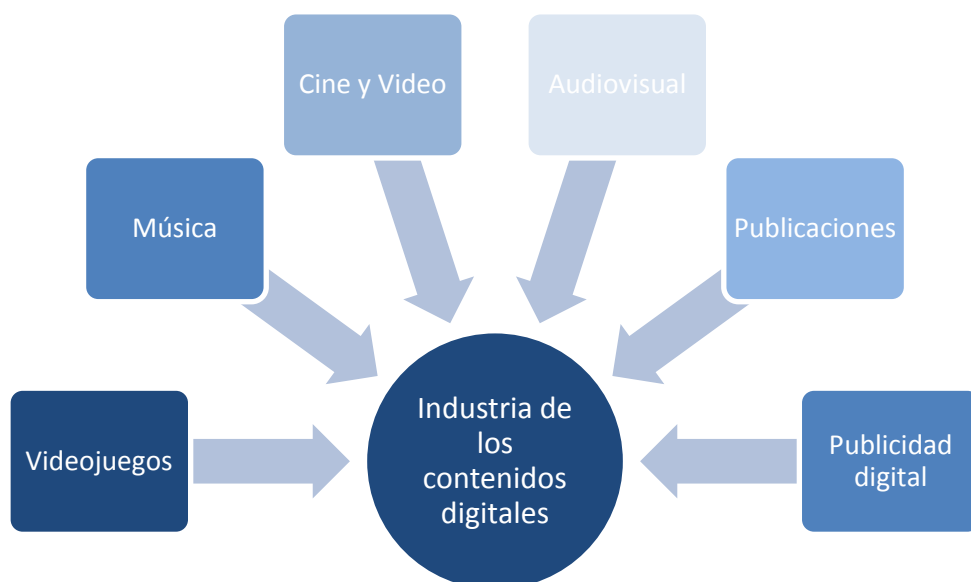 Cine y Video
Audiovisual
Música
Publicaciones
Videojuegos
Industria de
los
contenidos
digitales
Publicidad
digital